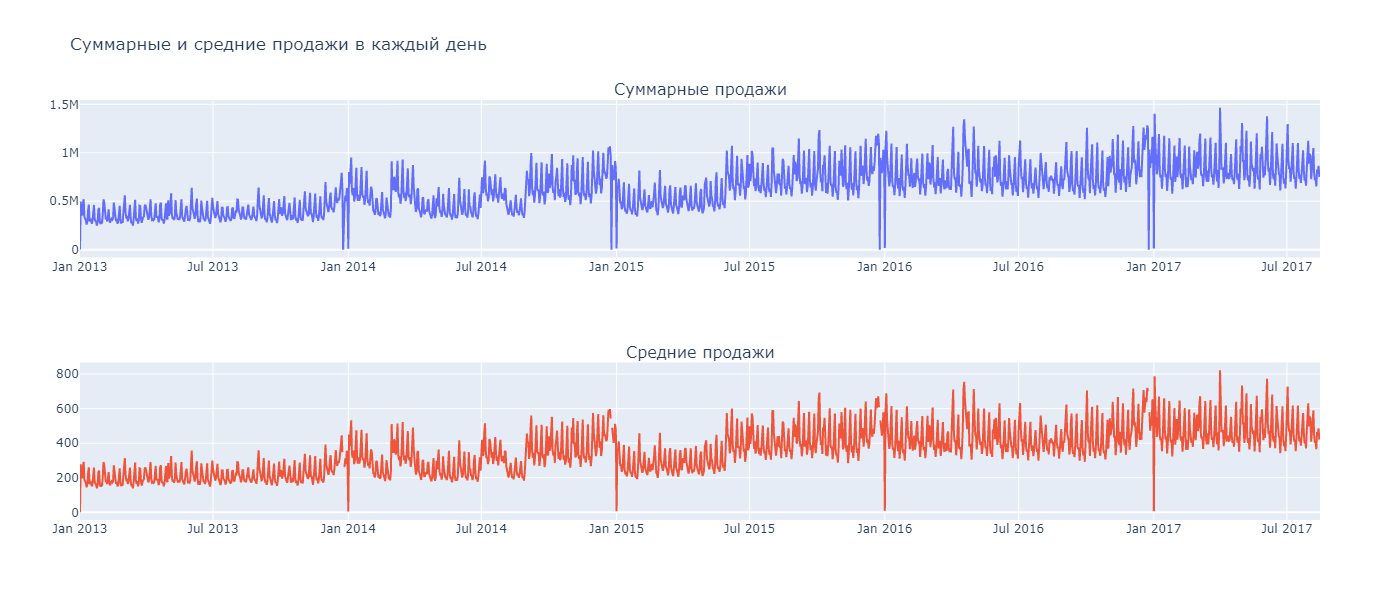 Суммарные и средние продажи в каждый день
Суммарные продажи
1.5M
1M
0.5M
0
Jan 2013 Jul 2013 Jan 2014 Jul 2014 Jan 2015 Jul 2015 Jan 2016 Jul 2016 Jan 2017 Jul 2017
Средние продажи
800
600
400
200
0
Jan 2013 Jul 2013 Jan 2014 Jul 2014 Jan 2015 Jul 2015 Jan 2016 Jul 2016 Jan 2017 Jul 2017